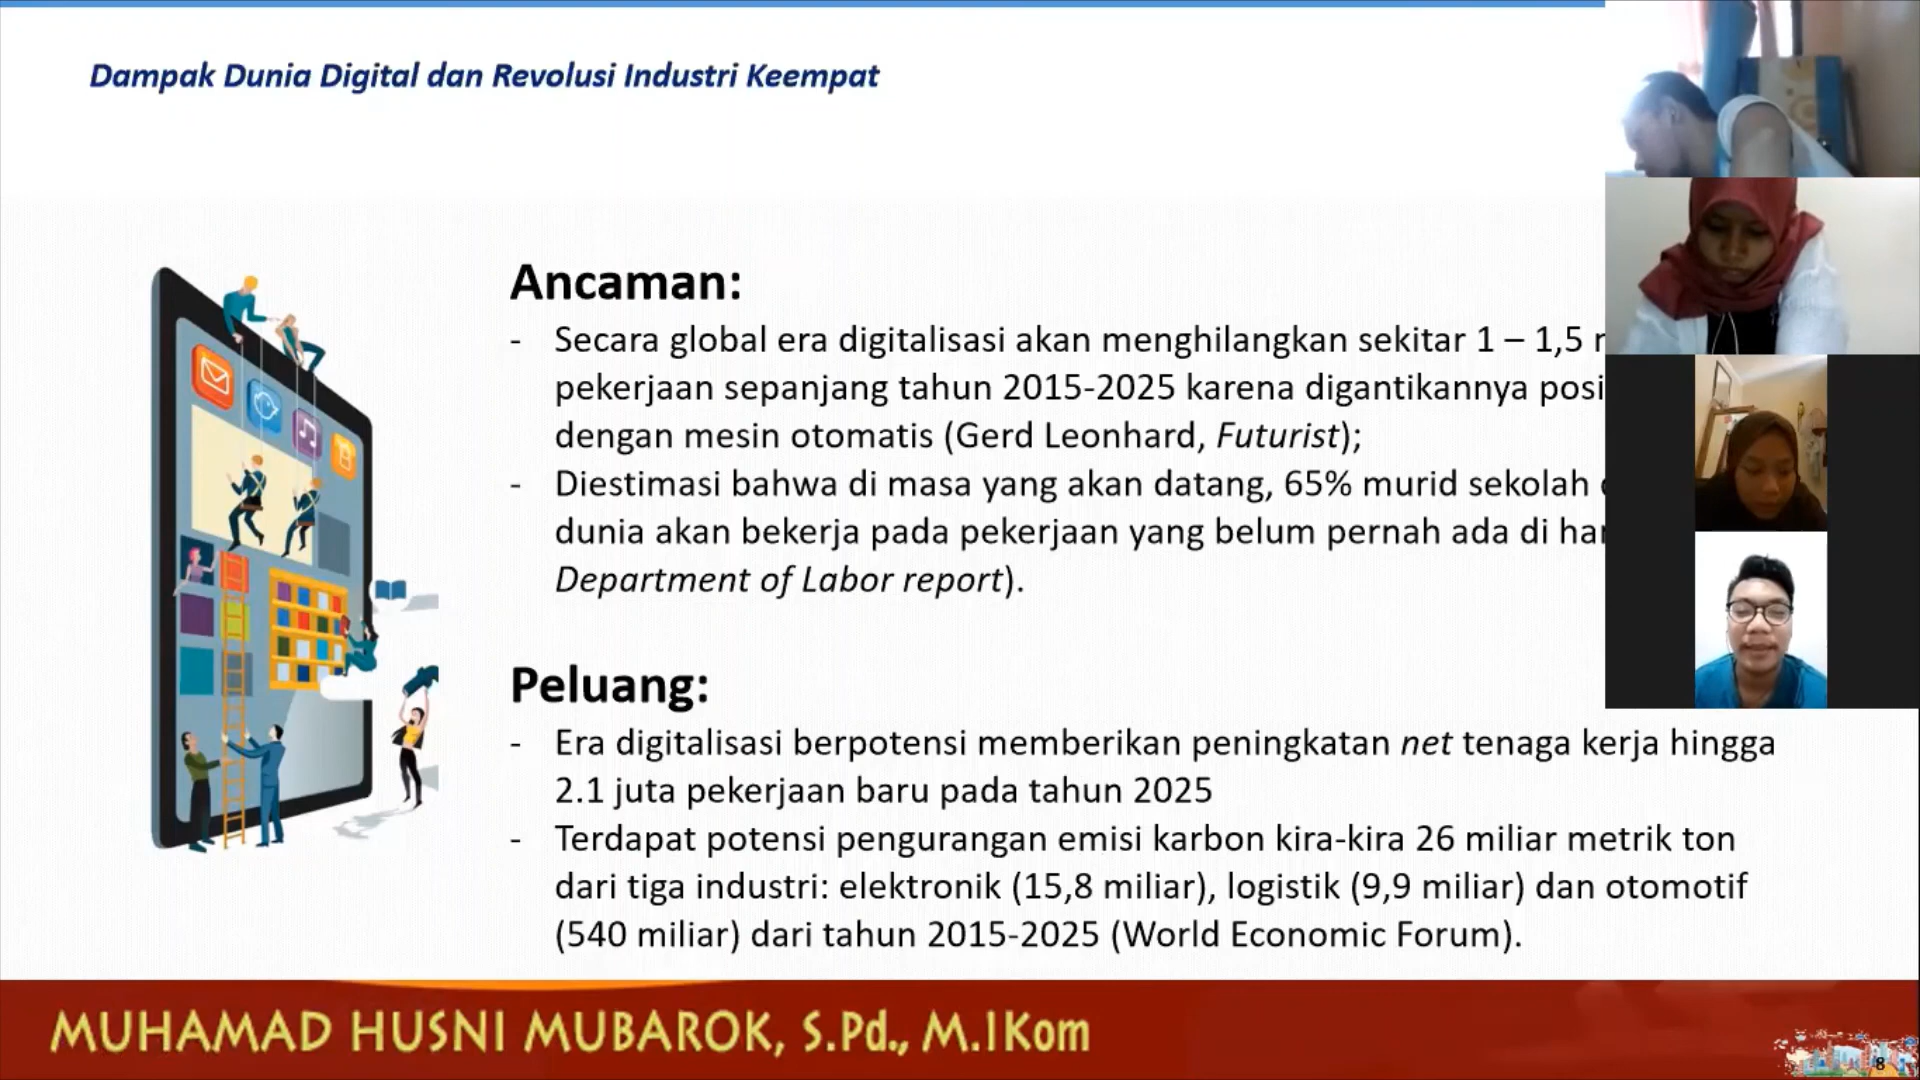 Dampak Dunia Digital dan Revolusi Industri Keempat
Ancaman:
- Secara global era digitalisasi akan menghilangkan sekitar 1 – 1,5
pekerjaan sepanjang tahun 2015-2025 karena digantikannya
dengan mesin otomatis (Gerd Leonhard, Futurist);
- Diestimasi bahwa di masa yang akan datang, 65% murid sekolah
dunia akan bekerja pada pekerjaan yang belum pernah ada di
Department of Labor report).
Peluang:
- Era digitalisasi berpotensi memberikan peningkatan net tenaga kerja hingga
2.1 juta pekerjaan baru pada tahun 2025
- Terdapat potensi pengurangan emisi karbon kira-kira 26 miliar metrik ton
dari tiga industri: elektronik (15,8 miliar), logistik (9,9 miliar) dan otomotif
(540 miliar) dari tahun 2015-2025 (World Economic Forum).
MUHAMAD HUSNI MUBAROK, S.Pd., M.IKom
8